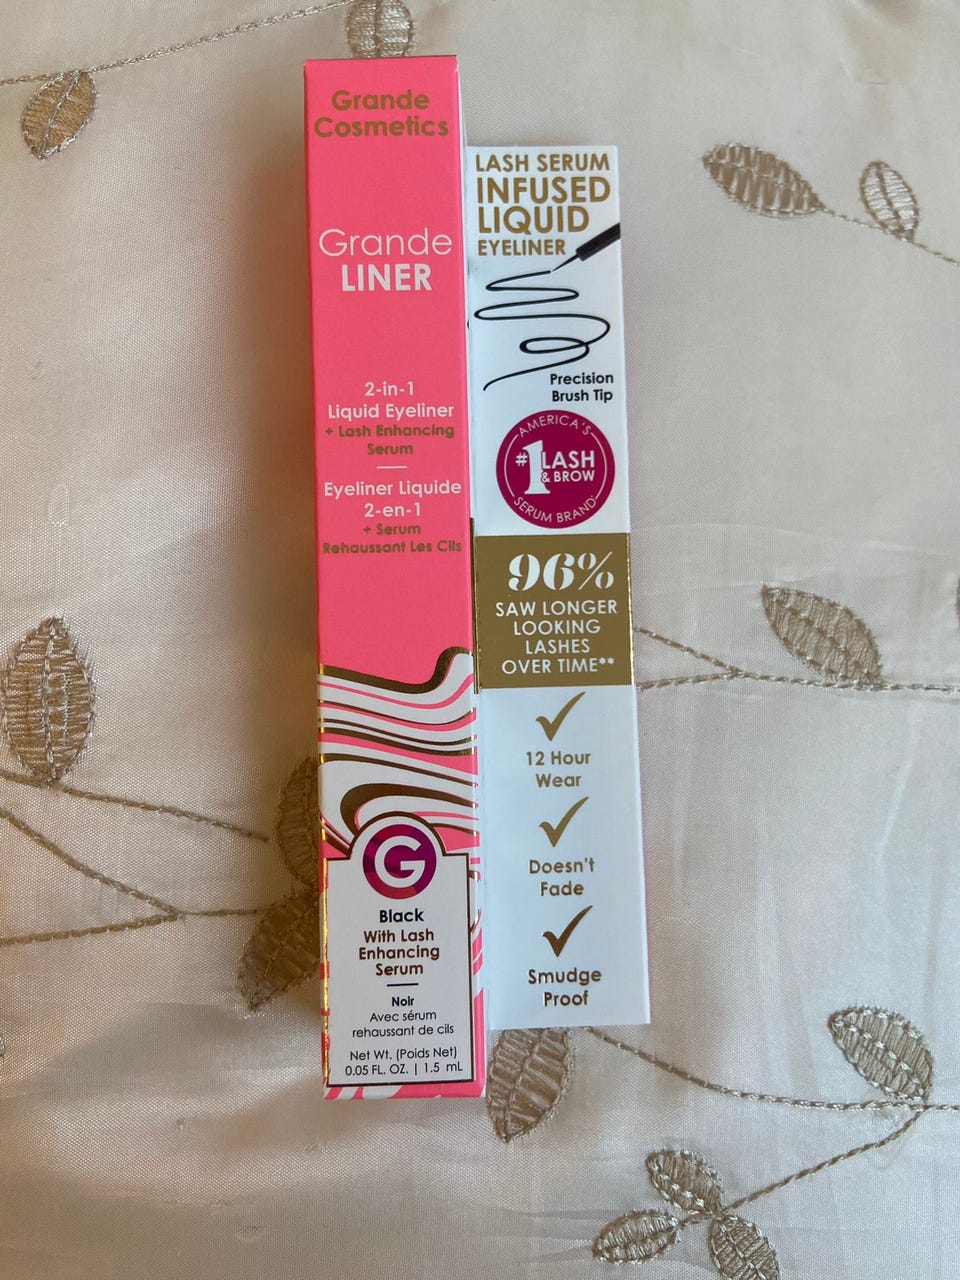 Grande
Cosmetics
Grande
LINER
2-in-1
Liquid Eyeliner
+ Lash Enhancing
Serum
Eyeliner Liquide
2-en-1
+ Serum
Rehaussant Les Cils
G
Black
With Lash
Enhancing
Serum
Noir
Avec sérum
rehaussant de cils
Net Wt. (Poids Net)
0.05 FL. OZ. | 1.5 mL
LASH SERUM
INFUSED
LIQUID
EYELINER
Precision
Brush Tip
AMERICA'S
#1 LASH
& BROW
SERUM BRAND*
96%
SAW LONGER
LOOKING
LASHES
OVER TIME**
12 Hour
Wear
Doesn't
Fade
Smudge
Proof